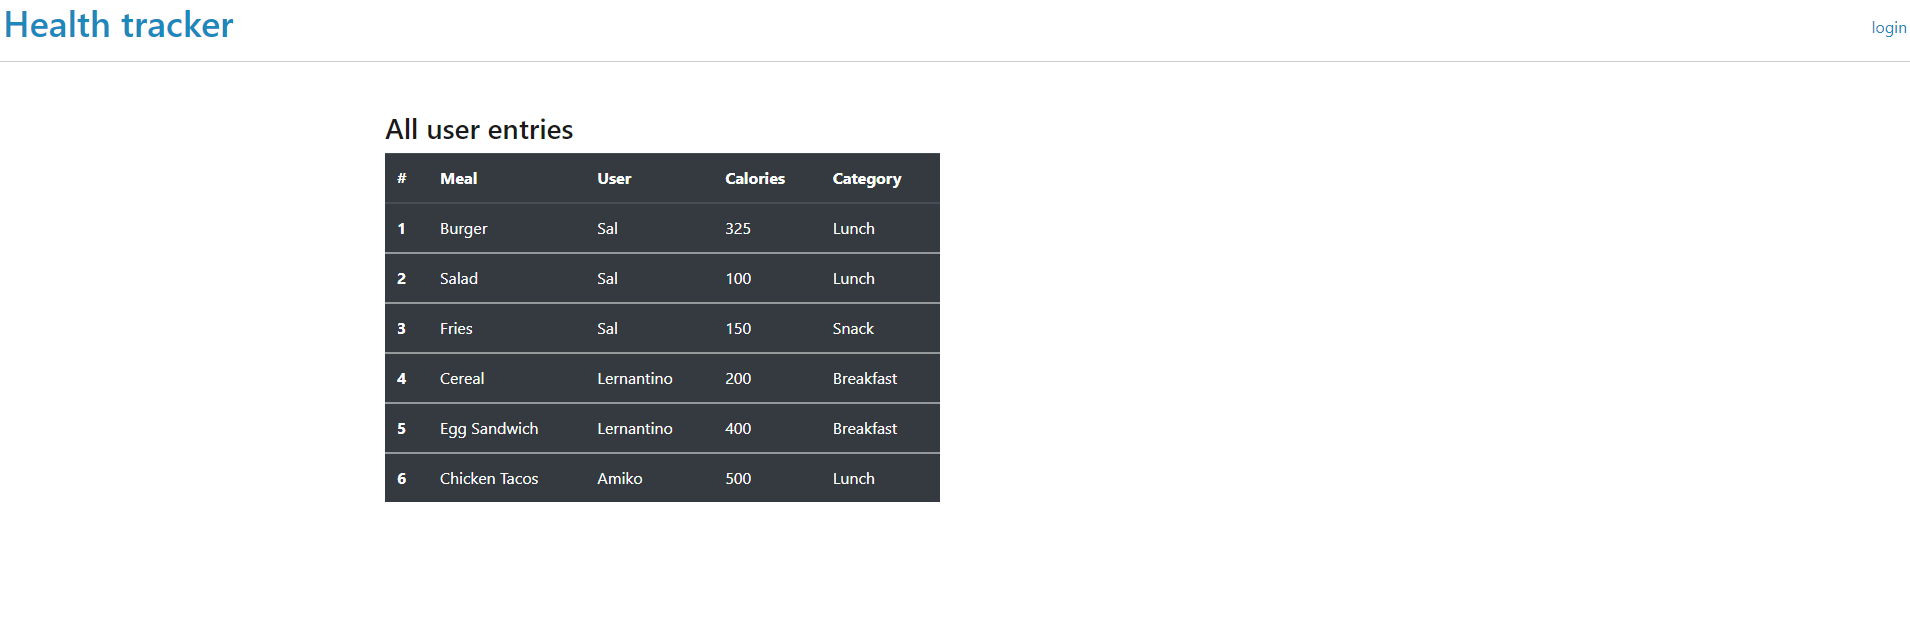 Health tracker
login
All user entries
# Meal User Calories Category
1 Burger Sal 325 Lunch
2 Salad Sal 100 Lunch
3 Fries Sal 150 Snack
4 Cereal Lernantino 200 Breakfast
5 Egg Sandwich Lernantino 400 Breakfast
6 Chicken Tacos Amiko 500 Lunch